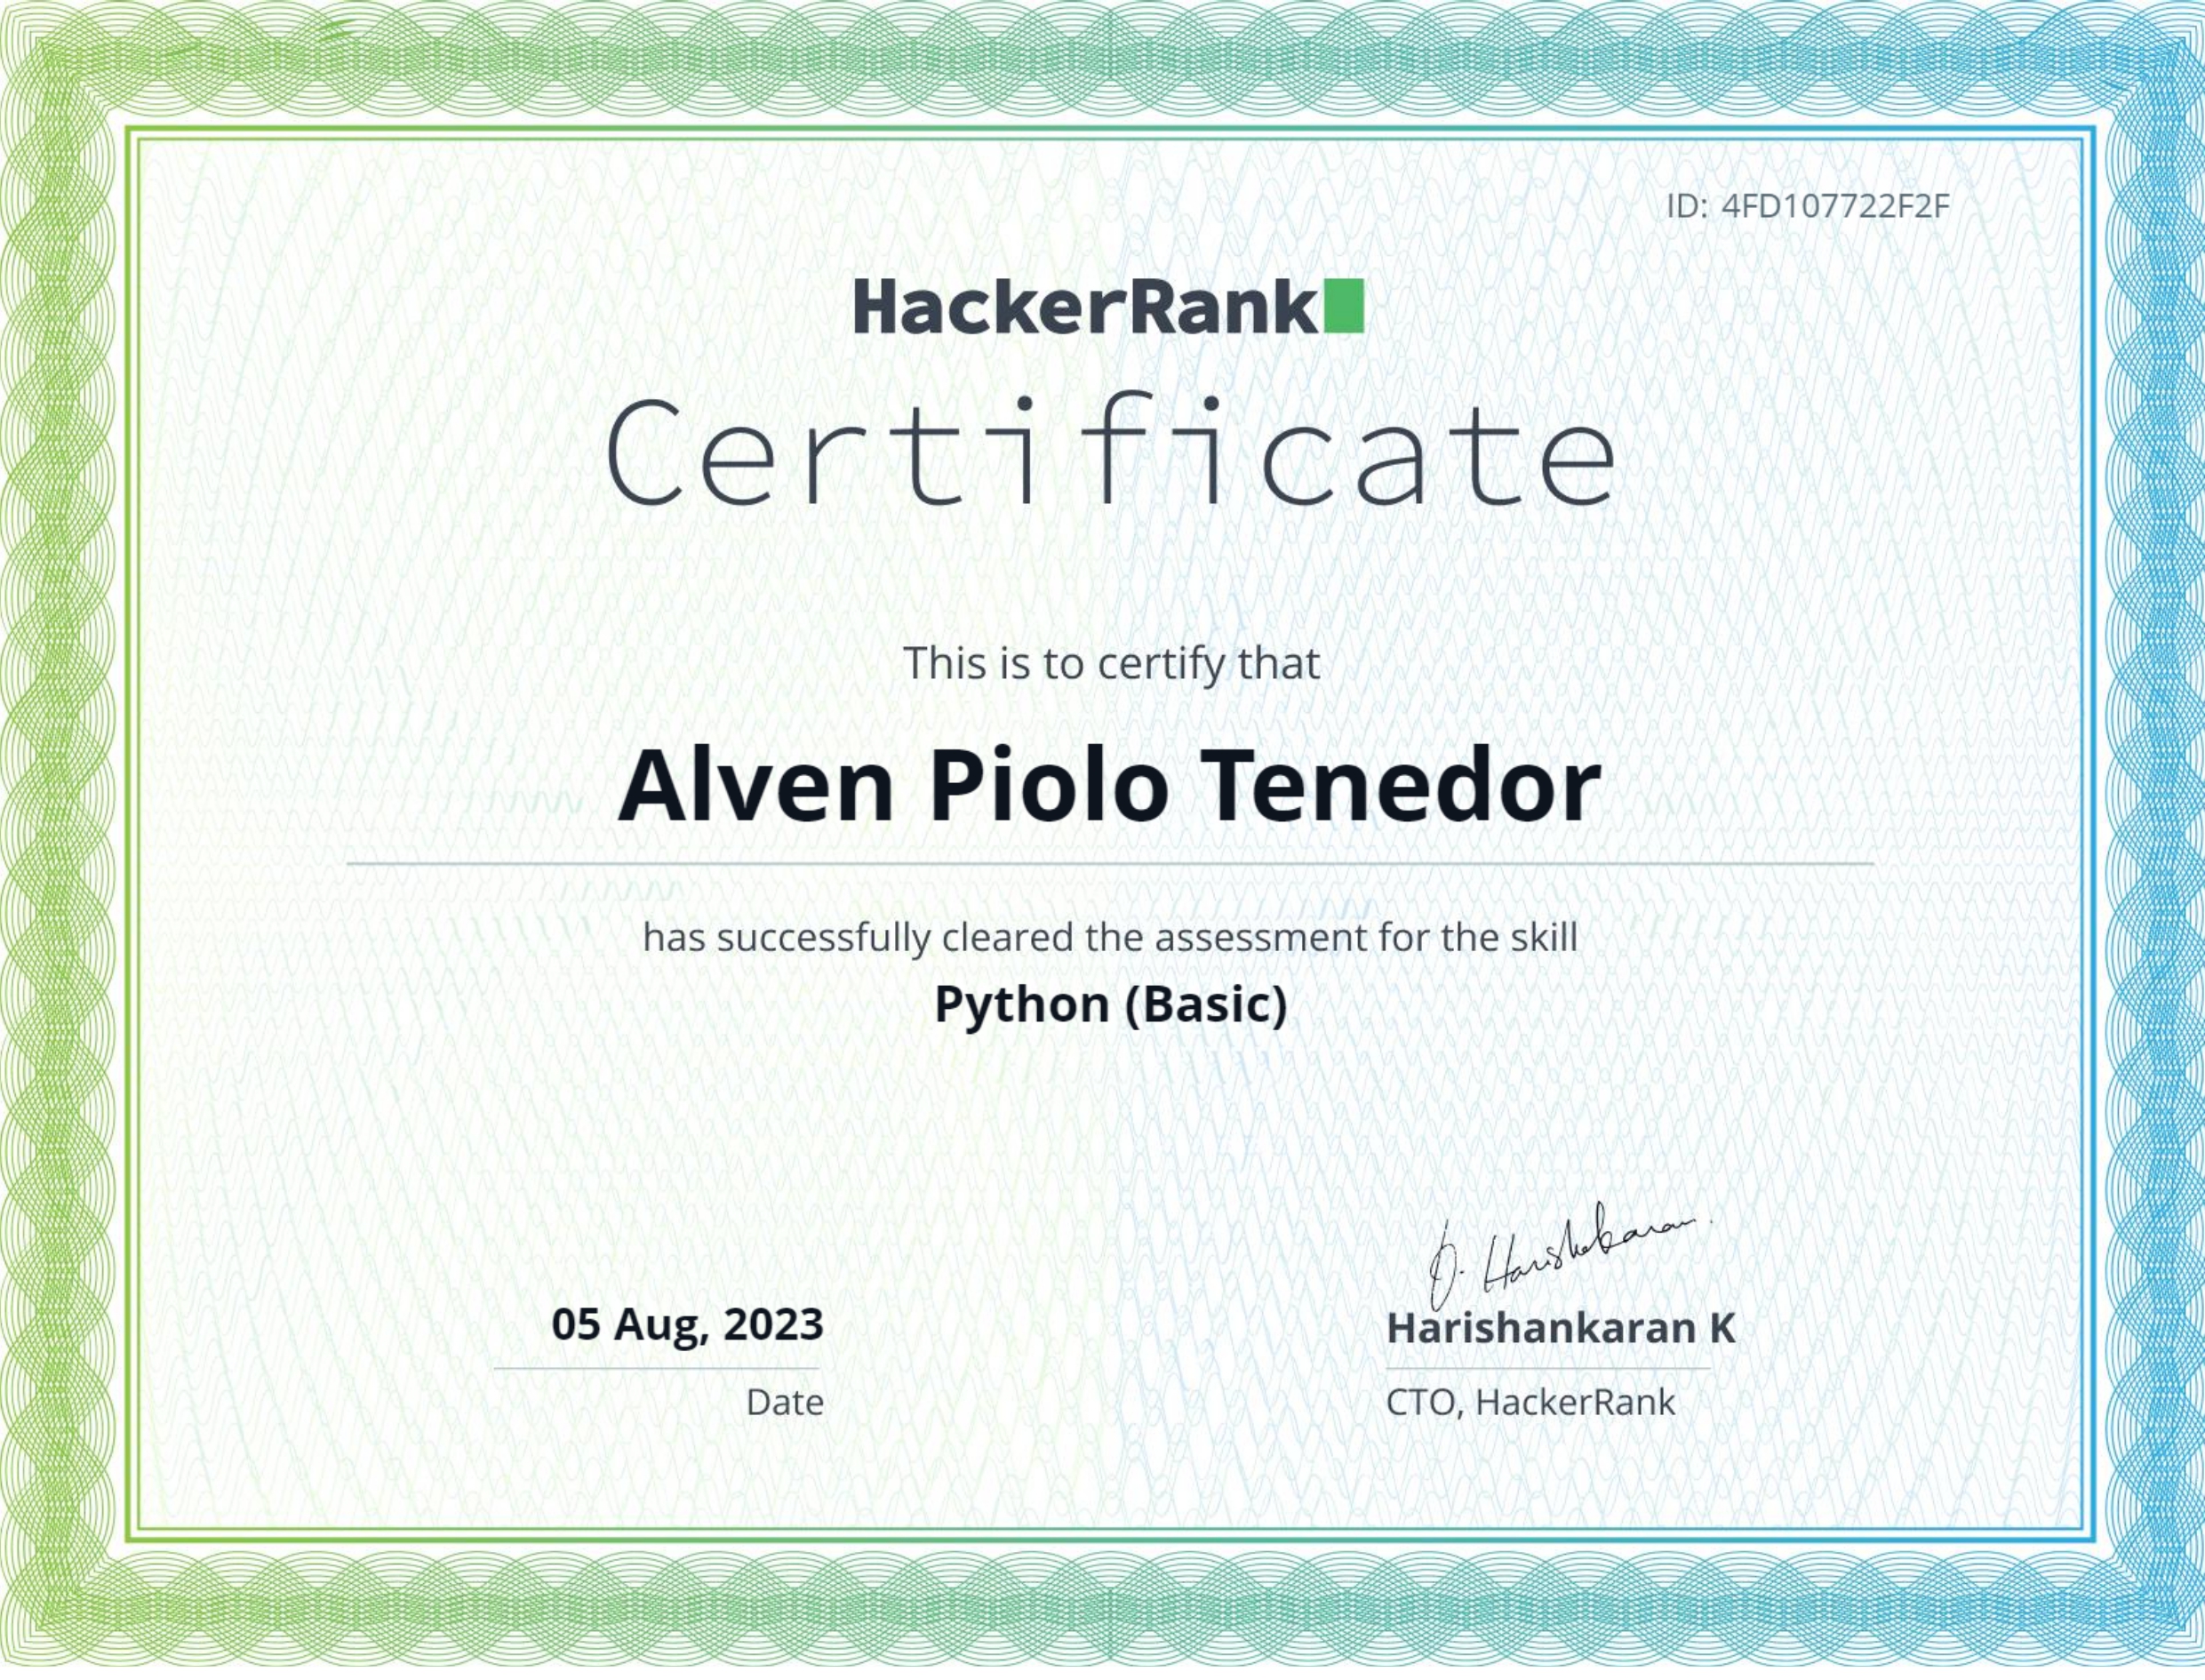 ID: 4FD107722F2F
HackerRank
Certificate
This is to certify that
Alven Piolo Tenedor
has successfully cleared the assessment for the skill
Python (Basic)
05 Aug, 2023
Date
Harishankaran K
CTO, HackerRank